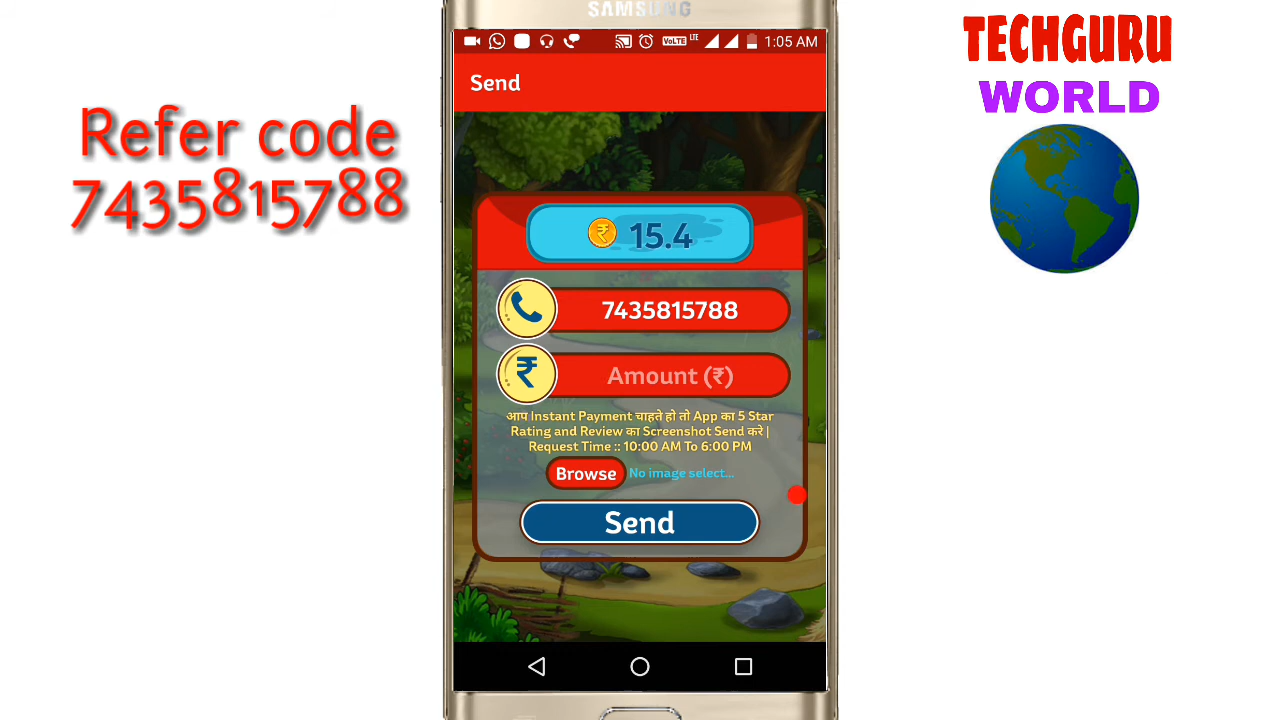 SAMSUNG
TECHGURU
WORLD
Refer code
7435815788
VoLTE LTE 1:05 AM
Send
15.4
7435815788
Amount (₹)
आप Instant Payment चाहते हो तो App का 5 Star
Rating and Review का Screenshot Send करे |
Request Time :: 10:00 AM To 6:00 PM
Browse No image select...
Send